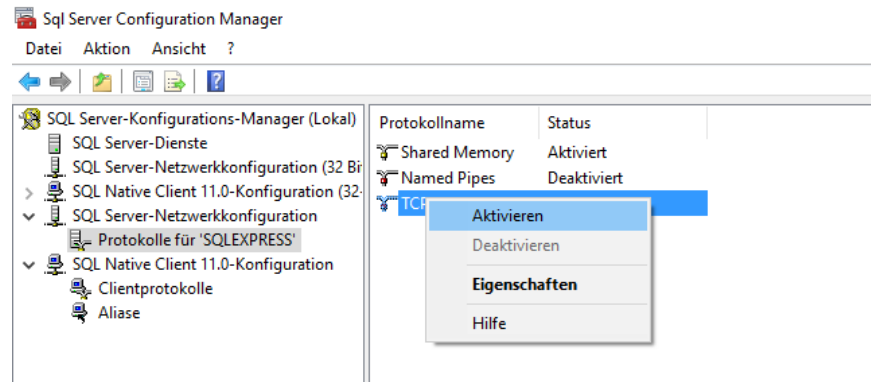 Sql Server Configuration Manager
Datei Aktion Ansicht ?
SQL Server-Konfigurations-Manager (Lokal)
SQL Server-Dienste
SQL Server-Netzwerkkonfiguration (32 Bi
SQL Native Client 11.0-Konfiguration (32-
SQL Server-Netzwerkkonfiguration
Protokolle für 'SQLEXPRESS'
SQL Native Client 11.0-Konfiguration
Clientprotokolle
Aliase
Protokollname Status
Shared Memory Aktiviert
Named Pipes Deaktiviert
TCP
Aktivieren
Deaktivieren
Eigenschaften
Hilfe